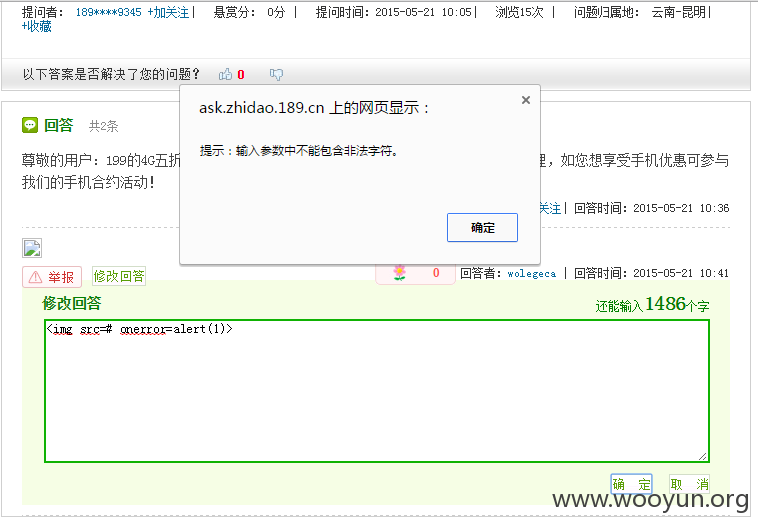 提问者： 189****9345 +加关注| 悬赏分： 0分 | 提问时间：2015-05-21 10:05| 浏览15次 | 问题归属地： 云南-昆明|
+收藏
以下答案是否解决了您的问题？ 0
ask.zhidao.189.cn 上的网页显示：
提示：输入参数中不能包含非法字符。
确定
回答 共2条
尊敬的用户：199的4G五折 理，如您想享受手机优惠可参与
我们的手机合约活动！
关注| 回答时间：2015-05-21 10:36
举报 修改回答 0 回答者：wolegeca | 回答时间：2015-05-21 10:41
修改回答 还能输入1486个字
<img src=# onerror=alert(1)>
确 定 取 消
www.wooyun.org